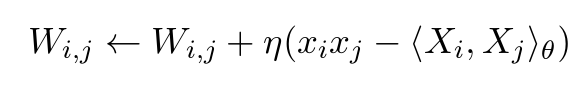 W_{i,j} ← W_{i,j} + η(x_i x_j − ⟨X_i, X_j⟩_θ)